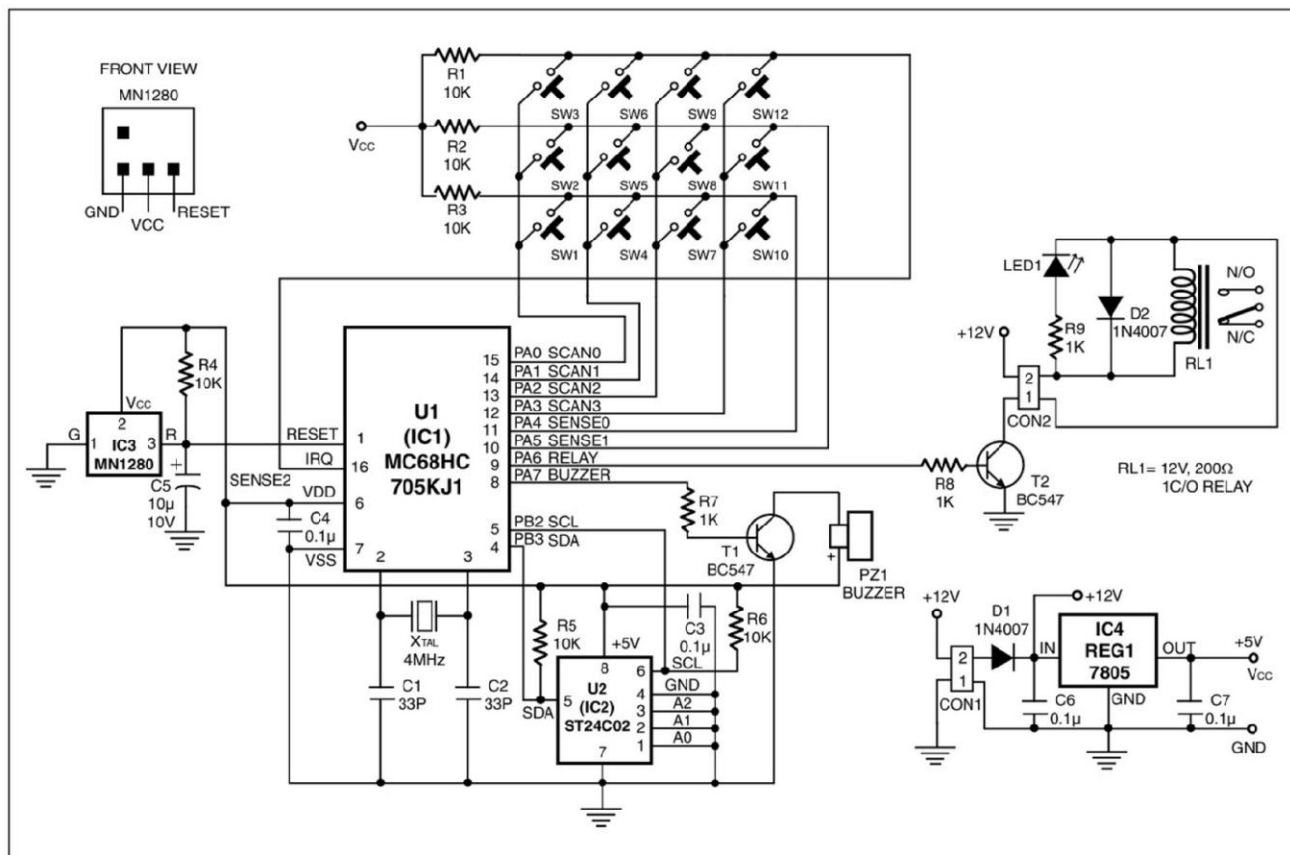 FRONT VIEW
MN1280
GND
VCC
RESET
VCC
R1
10K
R2
10K
R3
10K
SW3
SW6
SW9
SW12
SW2
SW5
SW8
SW11
SW1
SW4
SW7
SW10
LED1
R9
1K
D2
1N4007
RL1
N/O
N/C
+12V
2
1
CON2
RL1= 12V, 200Ω
1C/O RELAY
R8
1K
T2
BC547
R4
10K
VCC
2
G
1
IC3
3
R
MN1280
C5
10µ
10V
+
SENSE2
RESET
IRQ
VDD
C4
0.1µ
VSS
1
16
6
7
2
3
U1
(IC1)
MC68HC
705KJ1
15
PA0 SCAN0
14
PA1 SCAN1
13
PA2 SCAN2
12
PA3 SCAN3
11
PA4 SENSE0
10
PA5 SENSE1
9
PA6 RELAY
8
PA7 BUZZER
5
PB2 SCL
4
PB3 SDA
R7
1K
T1
BC547
+
PZ1
BUZZER
XTAL
4MHz
C1
33P
C2
33P
R5
10K
+5V
C3
0.1µ
R6
10K
SDA
5
8
U2
(IC2)
ST24C02
7
6
SCL
4
GND
3
A2
2
A1
1
A0
+12V
2
1
CON1
D1
1N4007
+12V
IN
IC4
REG1
7805
OUT
GND
+5V
VCC
C6
0.1µ
C7
0.1µ
GND